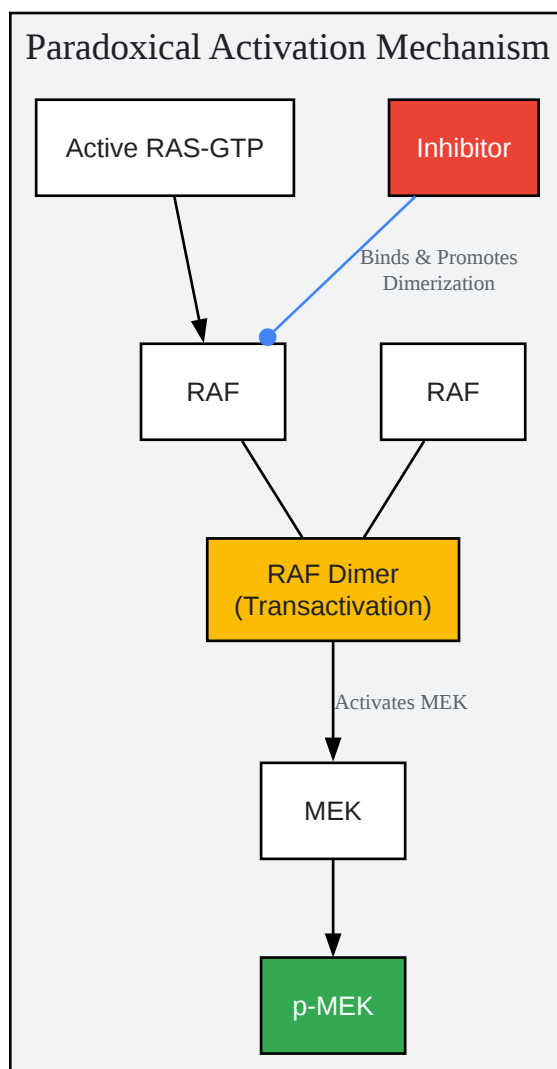 Paradoxical Activation Mechanism
Active RAS-GTP
Inhibitor
Binds & Promotes
Dimerization
RAF
RAF
RAF Dimer
(Transactivation)
Activates MEK
MEK
p-MEK